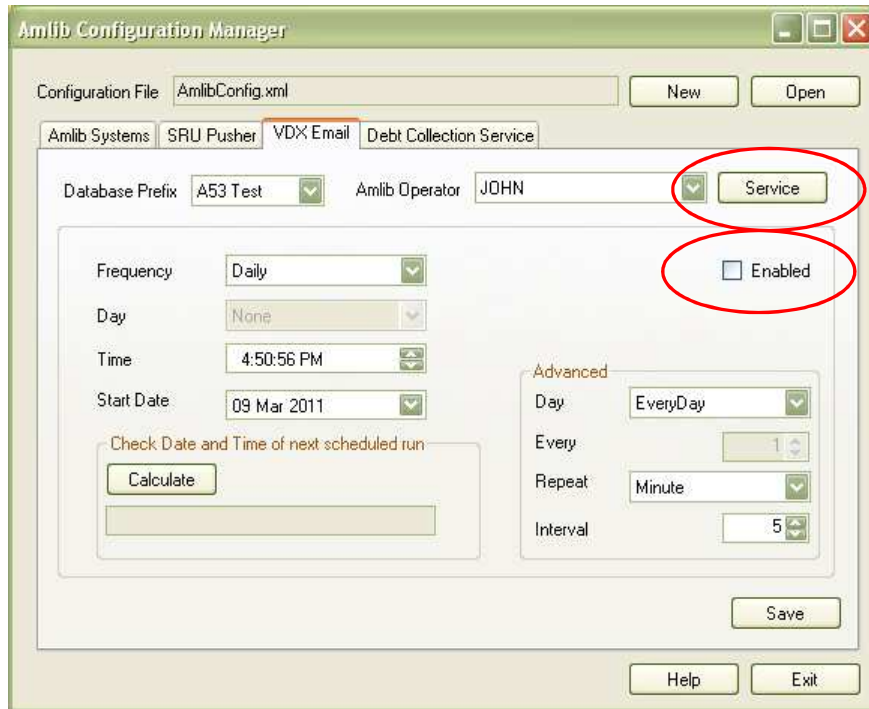 Amlib Configuration Manager
Configuration File AmlibConfig.xml New Open
Amlib Systems SRU Pusher VDX Email Debt Collection Service
Database Prefix A53 Test Amlib Operator JOHN Service
Frequency Daily Enabled
Day None
Time 4:50:56 PM
Start Date 09 Mar 2011
Check Date and Time of next scheduled run
Calculate
Advanced
Day EveryDay
Every 1
Repeat Minute
Interval 5
Save
Help Exit